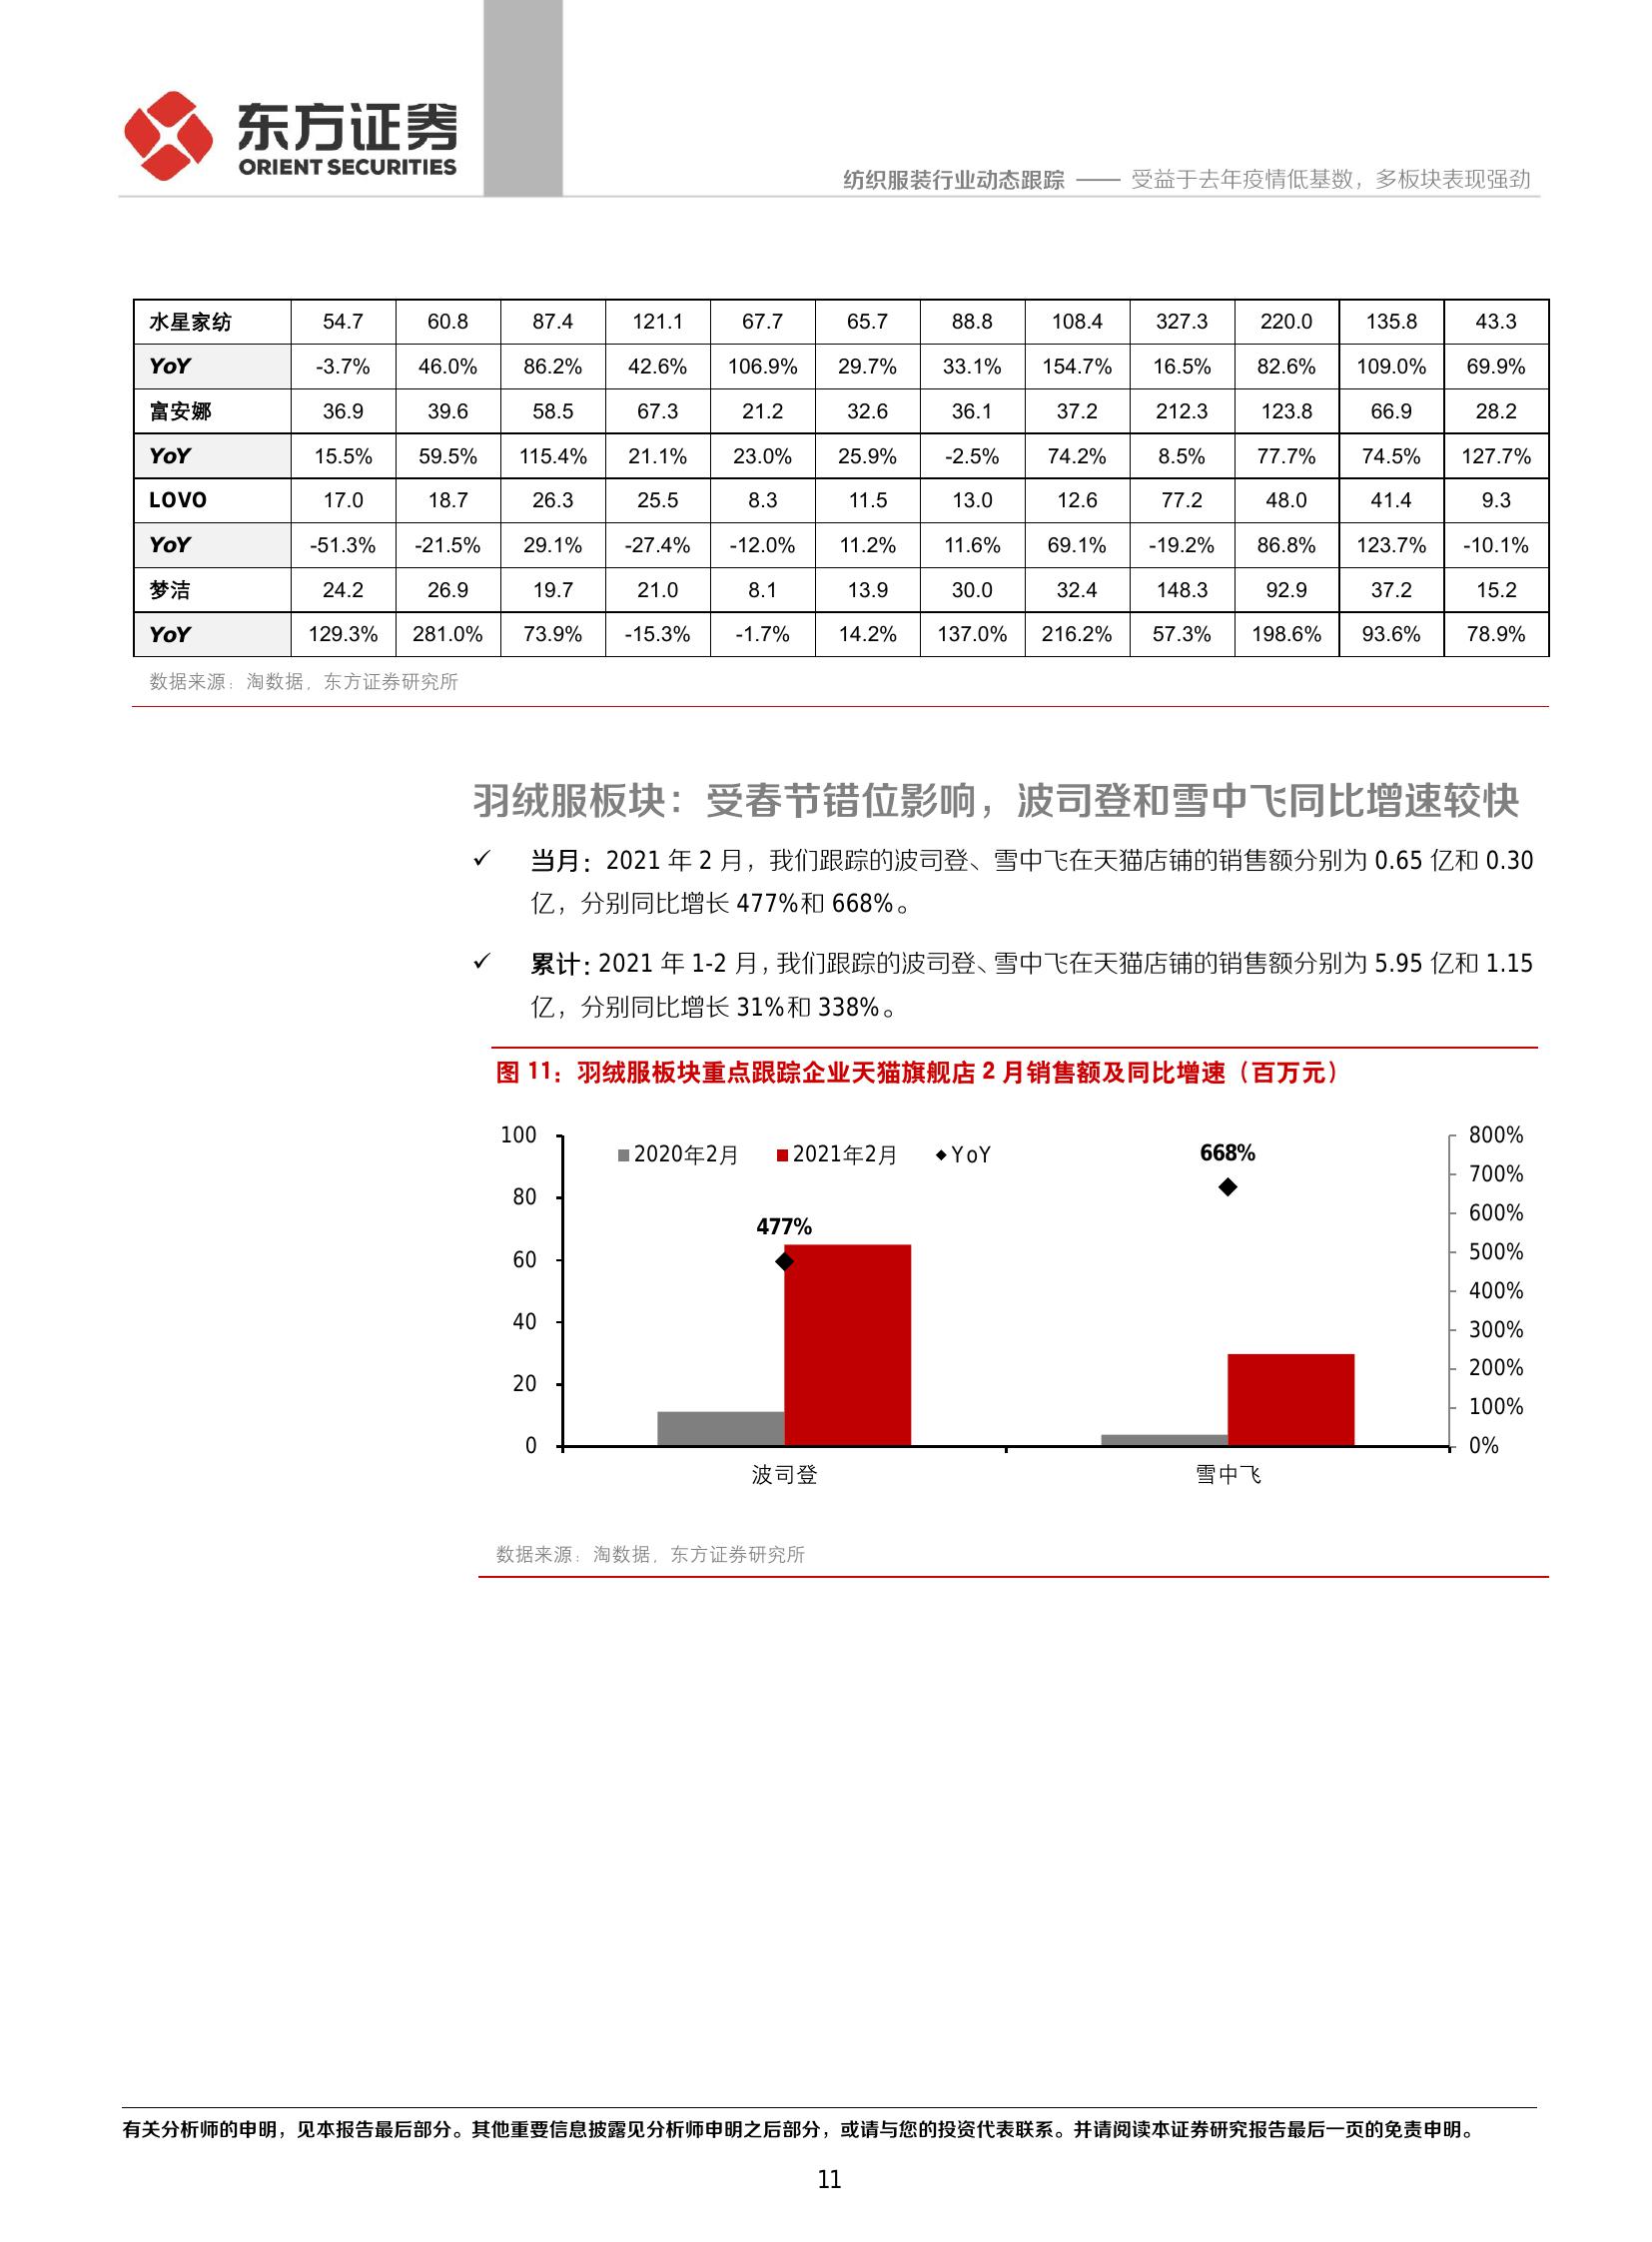 东方证券
ORIENT SECURITIES
纺织服装行业动态跟踪 —— 受益于去年疫情低基数，多板块表现强劲
水星家纺 54.7 60.8 87.4 121.1 67.7 65.7 88.8 108.4 327.3 220.0 135.8 43.3
YoY -3.7% 46.0% 86.2% 42.6% 106.9% 29.7% 33.1% 154.7% 16.5% 82.6% 109.0% 69.9%
富安娜 36.9 39.6 58.5 67.3 21.2 32.6 36.1 37.2 212.3 123.8 66.9 28.2
YoY 15.5% 59.5% 115.4% 21.1% 23.0% 25.9% -2.5% 74.2% 8.5% 77.7% 74.5% 127.7%
LOVO 17.0 18.7 26.3 25.5 8.3 11.5 13.0 12.6 77.2 48.0 41.4 9.3
YoY -51.3% -21.5% 29.1% -27.4% -12.0% 11.2% 11.6% 69.1% -19.2% 86.8% 123.7% -10.1%
梦洁 24.2 26.9 19.7 21.0 8.1 13.9 30.0 32.4 148.3 92.9 37.2 15.2
YoY 129.3% 281.0% 73.9% -15.3% -1.7% 14.2% 137.0% 216.2% 57.3% 198.6% 93.6% 78.9%
数据来源：淘数据，东方证券研究所
羽绒服板块：受春节错位影响，波司登和雪中飞同比增速较快
✓ 当月：2021 年 2 月，我们跟踪的波司登、雪中飞在天猫店铺的销售额分别为 0.65 亿和 0.30
亿，分别同比增长 477%和 668%。
✓ 累计：2021 年 1-2 月，我们跟踪的波司登、雪中飞在天猫店铺的销售额分别为 5.95 亿和 1.15
亿，分别同比增长 31%和 338%。
图 11：羽绒服板块重点跟踪企业天猫旗舰店 2 月销售额及同比增速（百万元）
100
80
60
40
20
0
2020年2月 2021年2月 YoY
477%
668%
800%
700%
600%
500%
400%
300%
200%
100%
0%
波司登 雪中飞
数据来源：淘数据，东方证券研究所
有关分析师的申明，见本报告最后部分。其他重要信息披露见分析师申明之后部分，或请与您的投资代表联系。并请阅读本证券研究报告最后一页的免责申明。
11